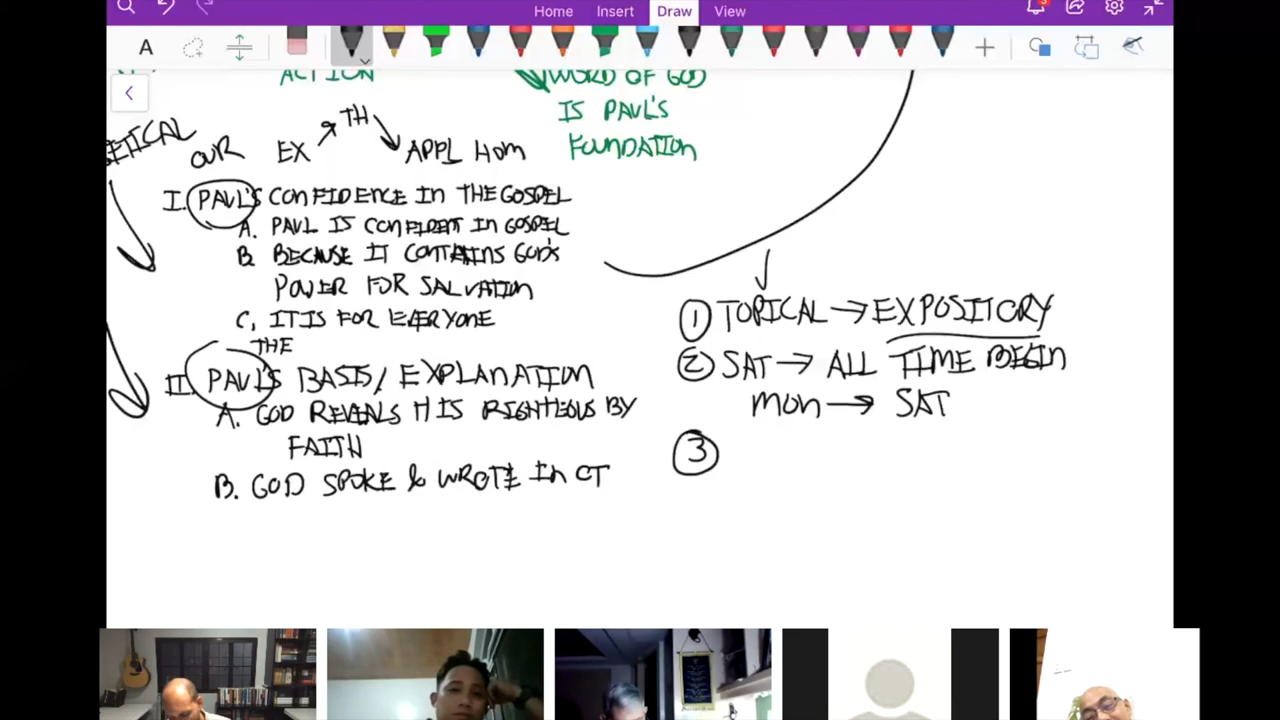 Home Insert Draw View
ACTION
WORD OF GOD
IS PAUL'S
FOUNDATION
OUR EX TH APPL HOM
I. PAUL'S CONFIDENCE IN THE GOSPEL
A. PAUL IS CONFIDENT IN GOSPEL
B. BECAUSE IT CONTAINS GOD'S
POWER FOR SALVATION
C. IT IS FOR EVERYONE
THE
II. PAUL'S BASIS/EXPLANATION
A. GOD REVEALS HIS RIGHTEOUS BY
FAITH
B. GOD SPOKE & WROTE IN OT
1 TOPICAL → EXPOSITORY
2 SAT → ALL TIME BEGIN
MON → SAT
3